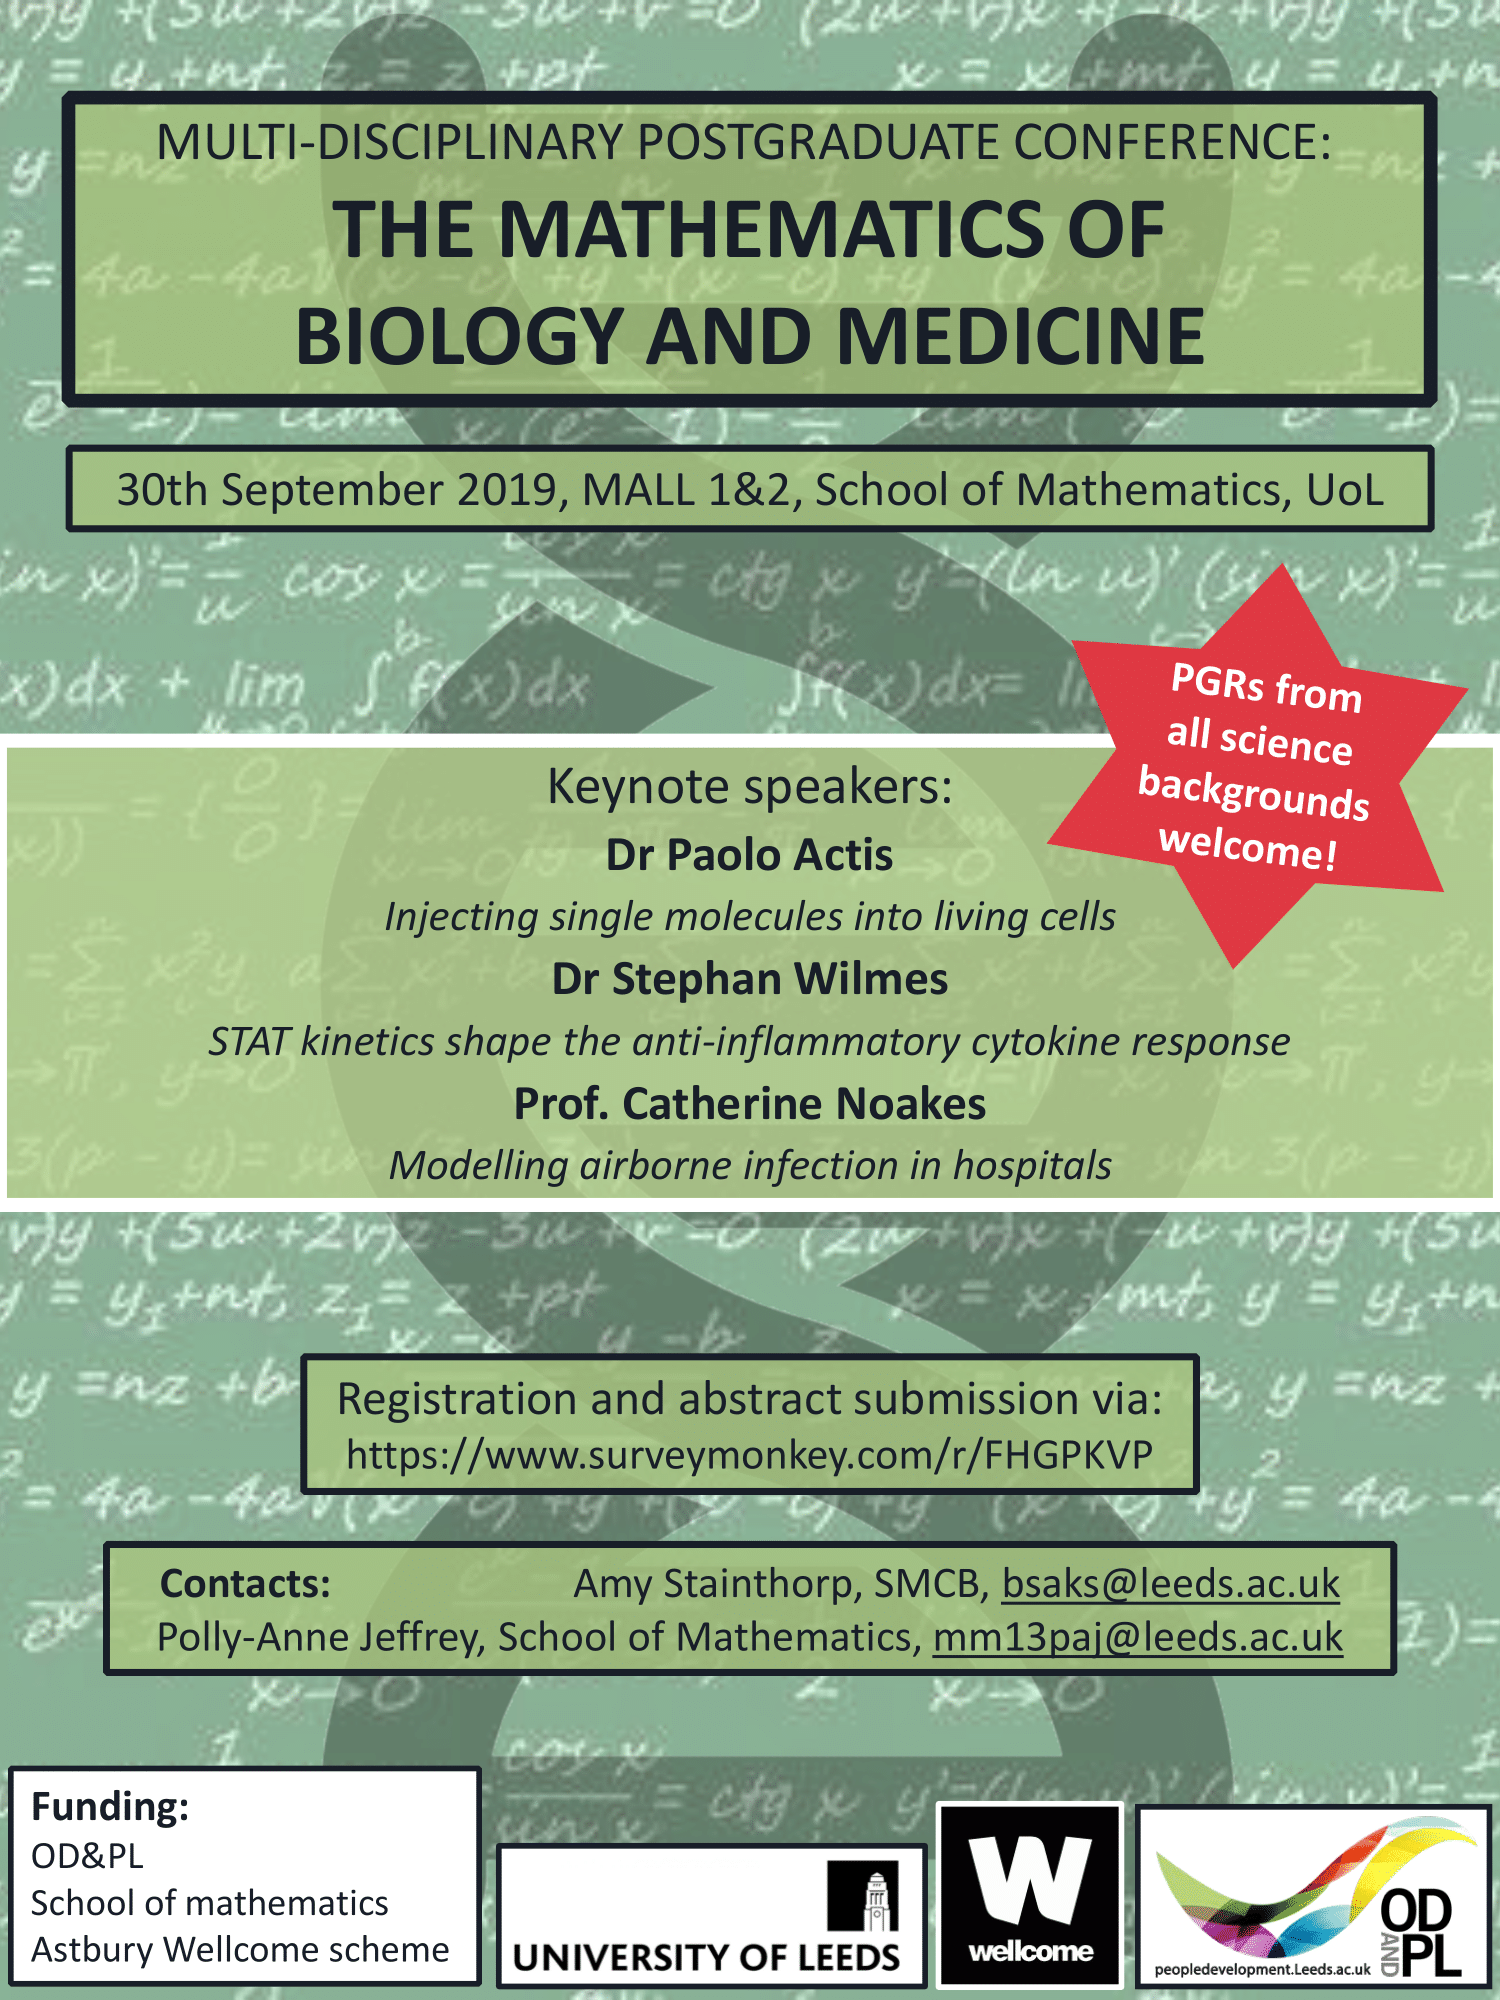 MULTI-DISCIPLINARY POSTGRADUATE CONFERENCE:
THE MATHEMATICS OF
BIOLOGY AND MEDICINE
30th September 2019, MALL 1&2, School of Mathematics, UoL
PGRs from
all science
backgrounds
welcome!
Keynote speakers:
Dr Paolo Actis
Injecting single molecules into living cells
Dr Stephan Wilmes
STAT kinetics shape the anti-inflammatory cytokine response
Prof. Catherine Noakes
Modelling airborne infection in hospitals
Registration and abstract submission via:
https://www.surveymonkey.com/r/FHGPKVP
Contacts: Amy Stainthorp, SMCB, bsaks@leeds.ac.uk
Polly-Anne Jeffrey, School of Mathematics, mm13paj@leeds.ac.uk
Funding:
OD&PL
School of mathematics
Astbury Wellcome scheme
UNIVERSITY OF LEEDS
W
wellcome
OD
AND
PL
peopledevelopment.Leeds.ac.uk